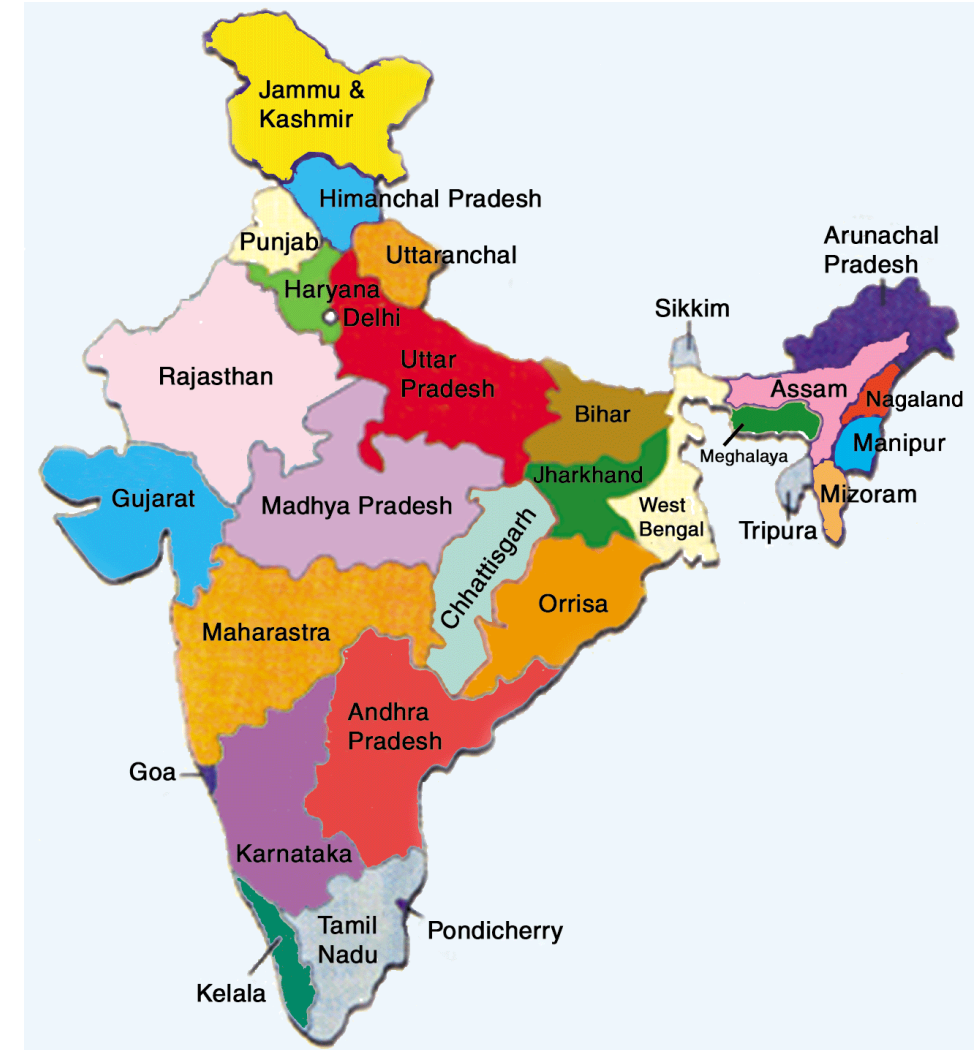 Jammu &
Kashmir
Himanchal Pradesh
Punjab
Uttaranchal
Haryana
Delhi
Arunachal
Pradesh
Sikkim
Rajasthan
Uttar
Pradesh
Bihar
Assam
Nagaland
Meghalaya
Manipur
Gujarat
Madhya Pradesh
Jharkhand
West
Bengal
Mizoram
Tripura
Chhattisgarh
Orrisa
Maharastra
Andhra
Pradesh
Goa
Karnataka
Tamil
Nadu
Pondicherry
Kelala